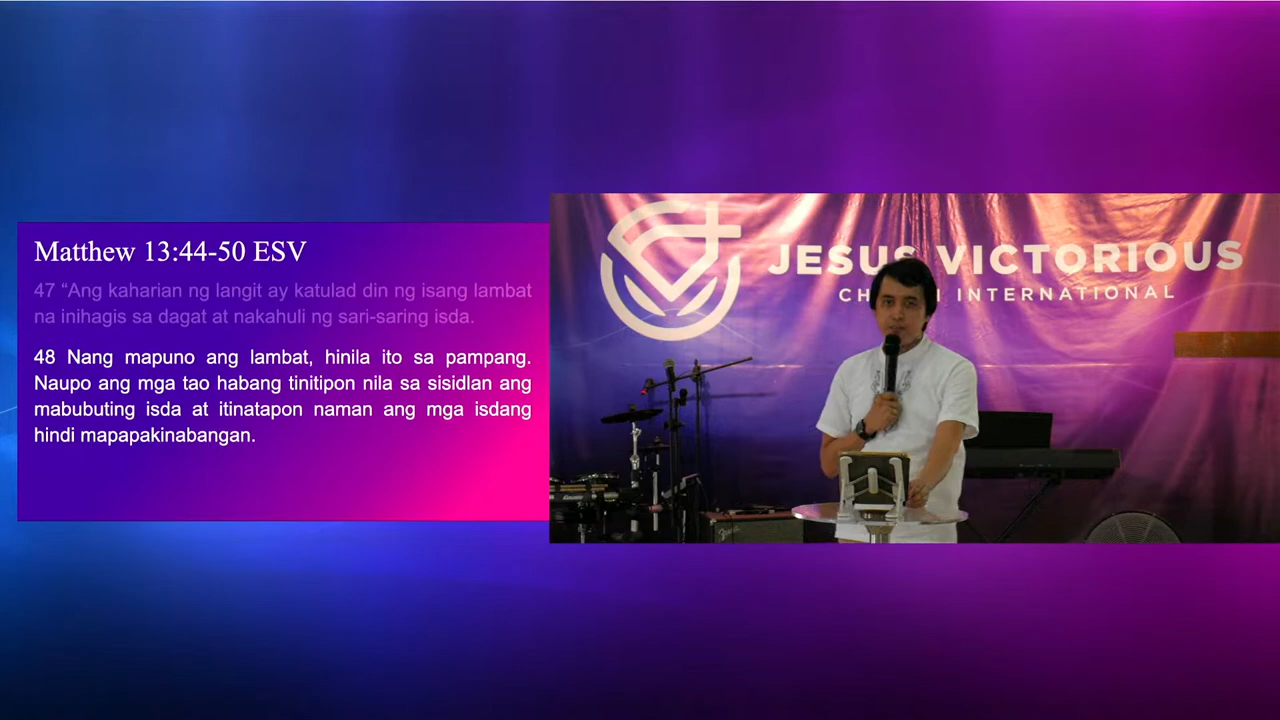 Matthew 13:44-50 ESV
47 “Ang kaharian ng langit ay katulad din ng isang lambat
na inihagis sa dagat at nakahuli ng sari-saring isda.
48 Nang mapuno ang lambat, hinila ito sa pampang.
Naupo ang mga tao habang tinitipon nila sa sisidlan ang
mabubuting isda at itinatapon naman ang mga isdang
hindi mapapakinabangan.
JESUS VICTORIOUS
INTERNATIONAL